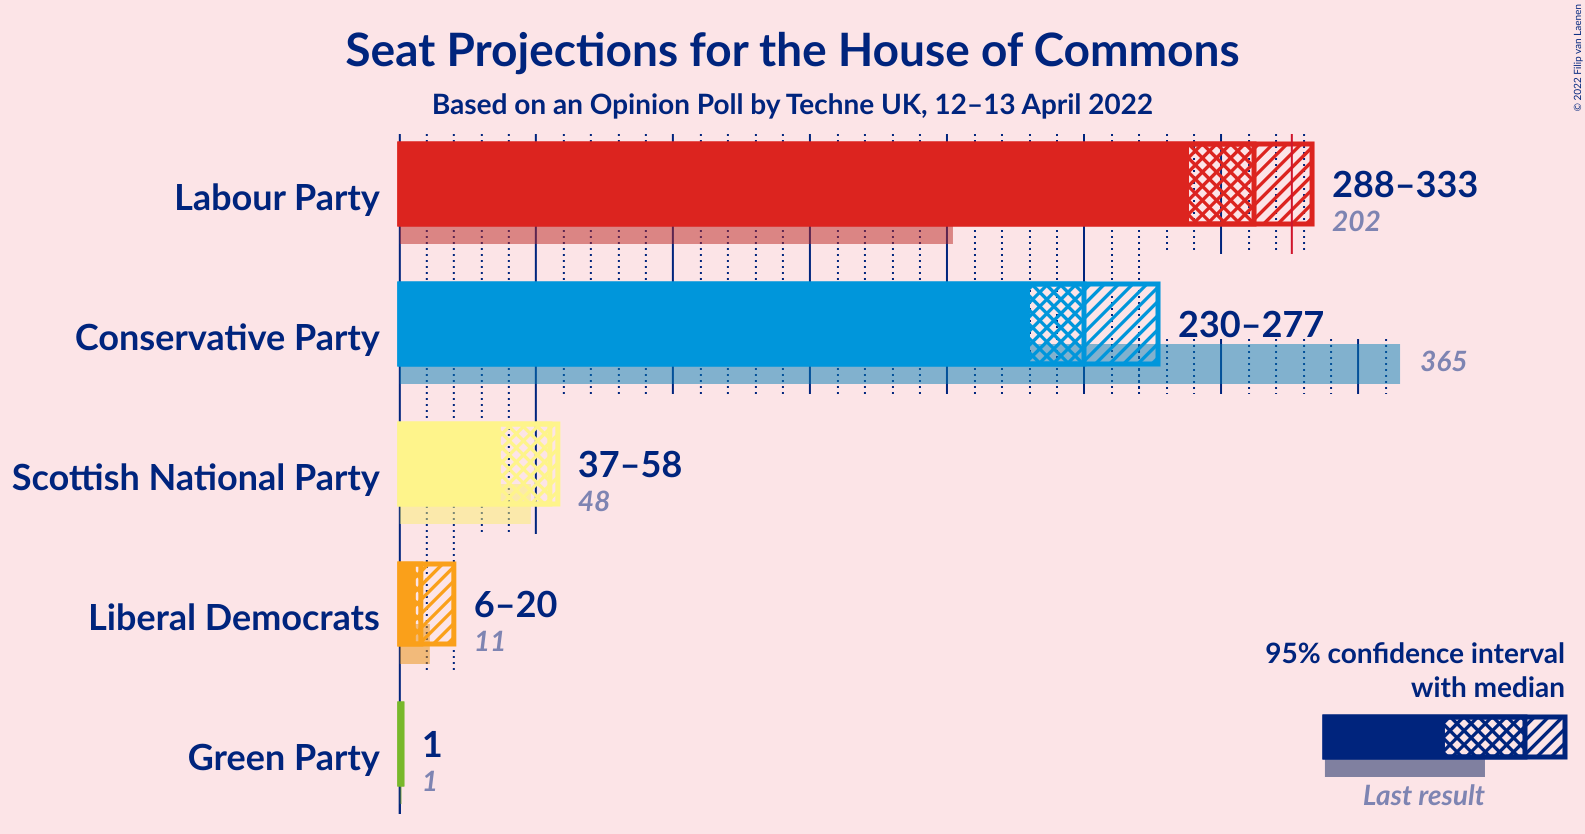 Seat Projections for the House of Commons
Based on an Opinion Poll by Techne UK, 12–13 April 2022
© 2022 Filip van Laenen
Labour Party
288–333
202
Conservative Party
230–277
365
Scottish National Party
37–58
48
Liberal Democrats
6–20
11
Green Party
1
1
95% confidence interval
with median
Last result